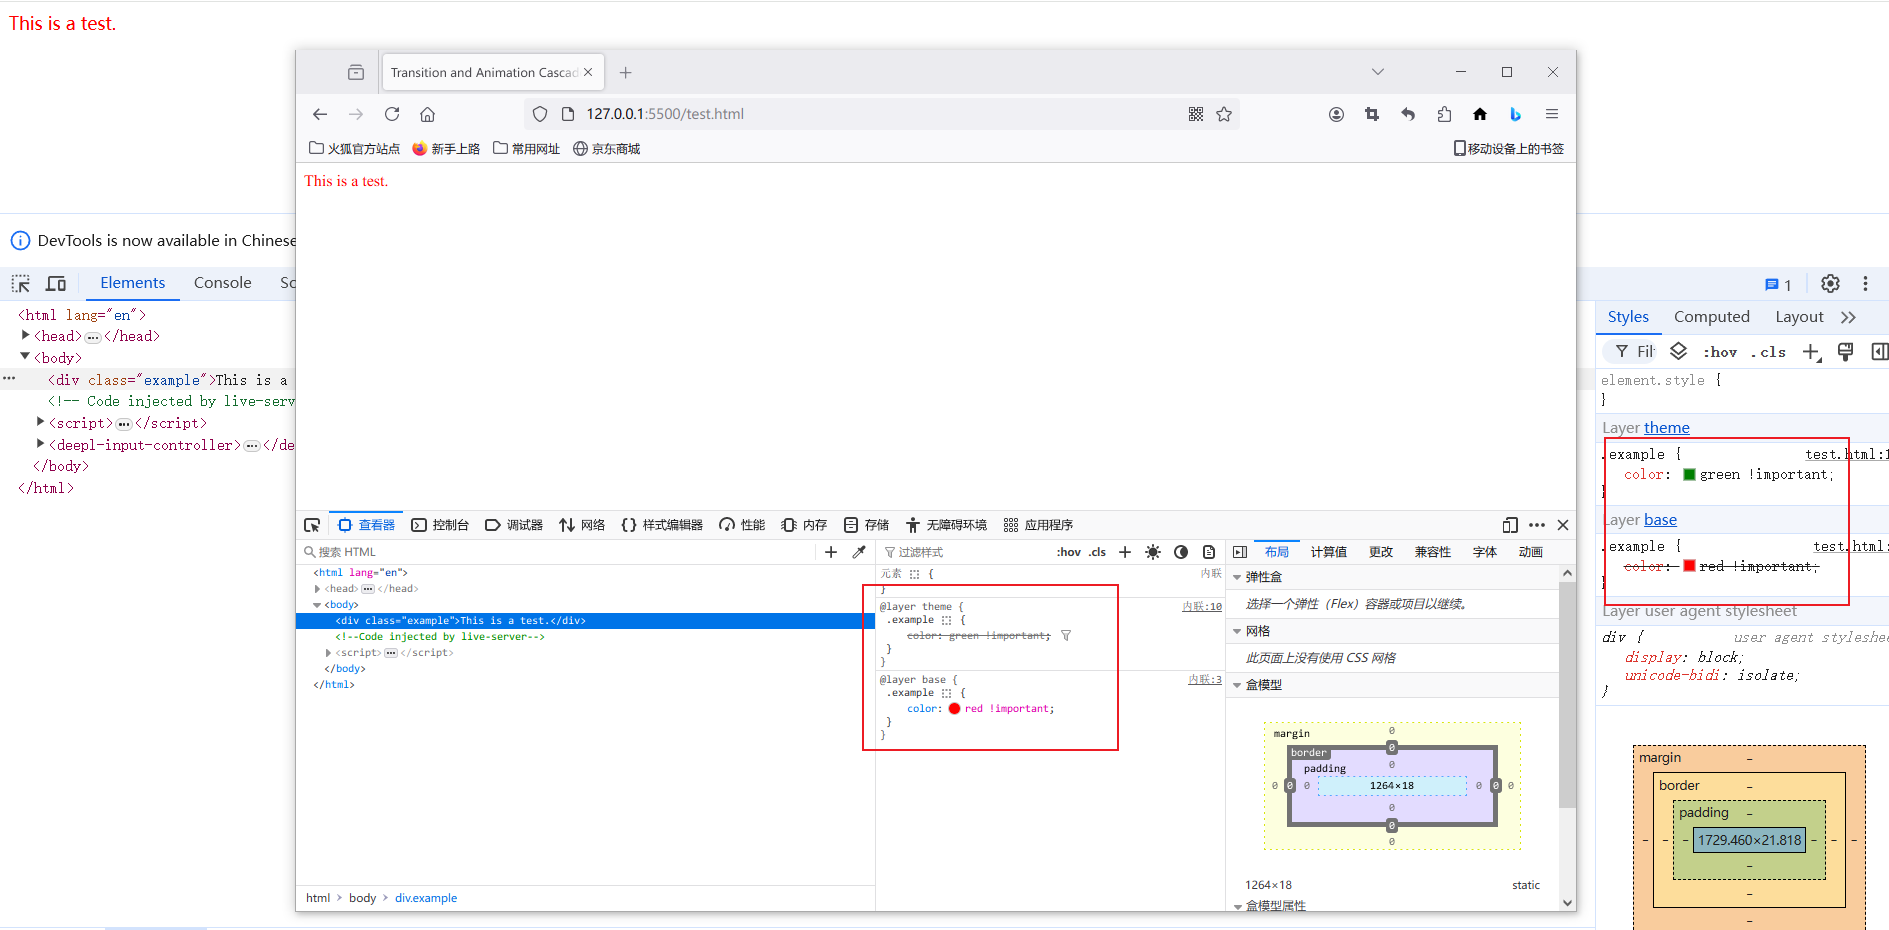 This is a test.
Transition and Animation Cascad
127.0.0.1:5500/test.html
火狐官方站点 新手上路 常用网址 京东商城 移动设备上的书签
This is a test.
DevTools is now available in Chinese
Elements Console So
1
<html lang="en">
<head> ··· </head>
<body>
··· <div class="example">This is a
<!-- Code injected by live-serv
<script> ··· </script>
<deepl-input-controller> ··· </de
</body>
</html>
查看器 控制台 调试器 网络 {} 样式编辑器 性能 内存 存储 无障碍环境 应用程序
搜索 HTML
<html lang="en">
<head> ··· </head>
<body>
<div class="example">This is a test.</div>
<!--Code injected by live-server-->
<script> ··· </script>
</body>
</html>
html > body > div.example
过滤样式 :hov .cls
元素 { 内联
}
@layer theme { 内联:10
.example {
color: green !important;
}
}
@layer base { 内联:3
.example {
color: red !important;
}
}
布局 计算值 更改 兼容性 字体 动画
弹性盒
选择一个弹性（Flex）容器或项目以继续。
网格
此页面上没有使用 CSS 网格
盒模型
margin 0
border 0
padding 0
0 0 0 1264×18 0 0 0
0
0
0
1264×18 static
盒模型属性
Styles Computed Layout
Fil :hov .cls
element.style {
}
Layer theme
.example { test.html:1
color: green !important;
}
Layer base
.example { test.html:
color: red !important;
}
Layer user agent stylesheet
div { user agent styleshee
display: block;
unicode-bidi: isolate;
}
margin –
border –
padding –
– – – 1729.460×21.818 – – –
–
–
–